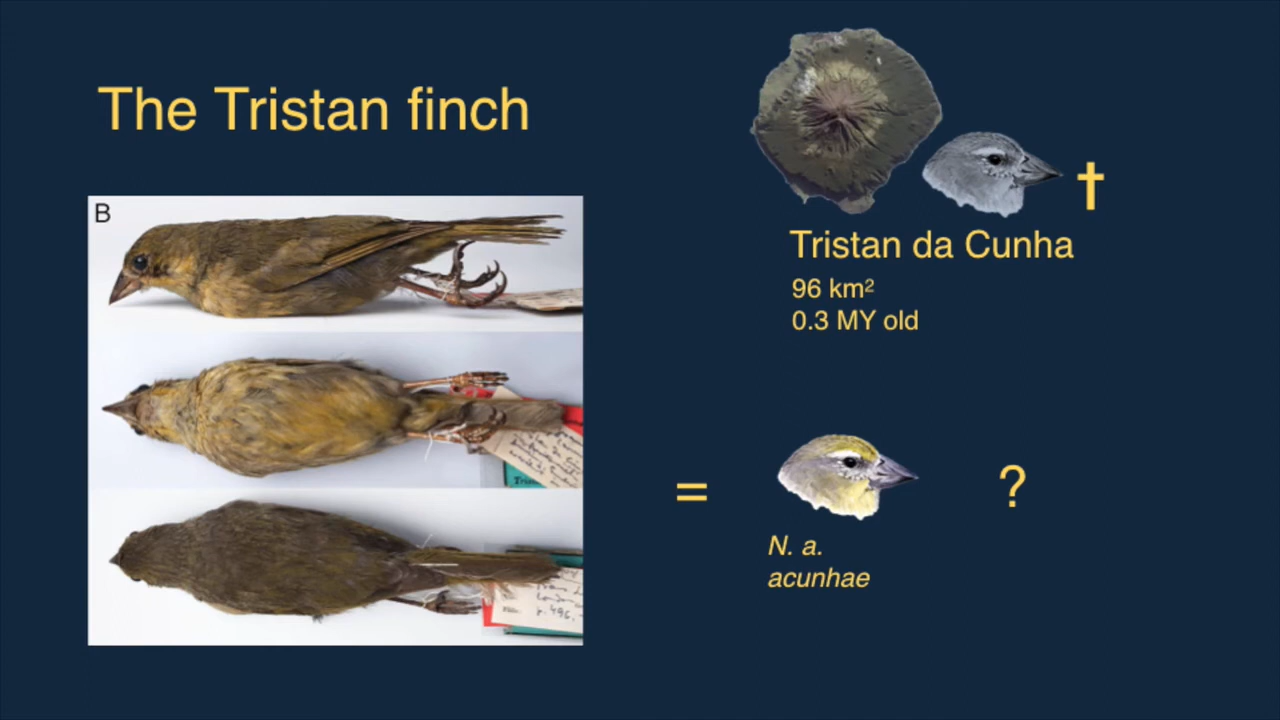 The Tristan finch
B
†
Tristan da Cunha
96 km²
0.3 MY old
=
?
N. a.
acunhae